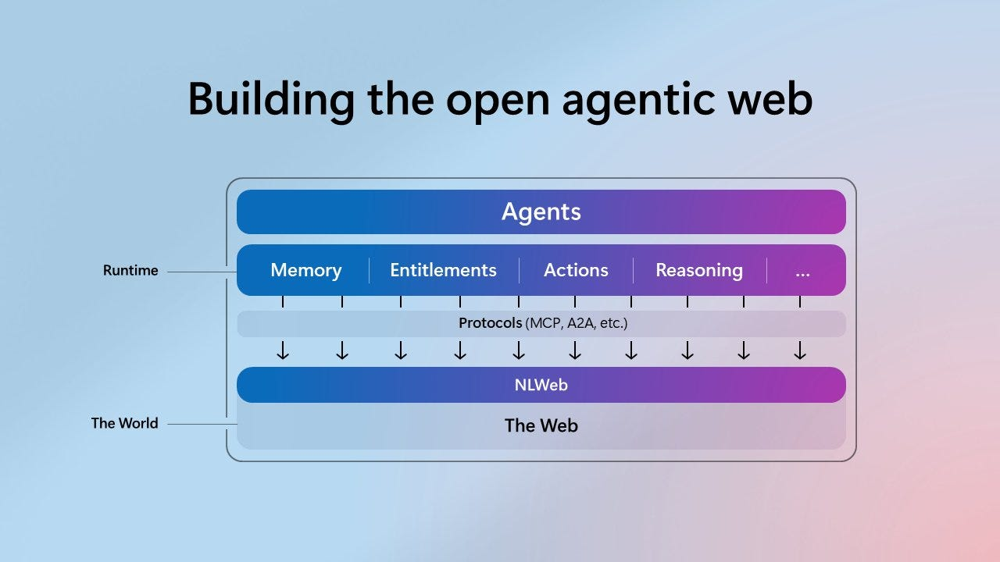 Building the open agentic web
Agents
Runtime
Memory
Entitlements
Actions
Reasoning
...
Protocols (MCP, A2A, etc.)
NLWeb
The World
The Web